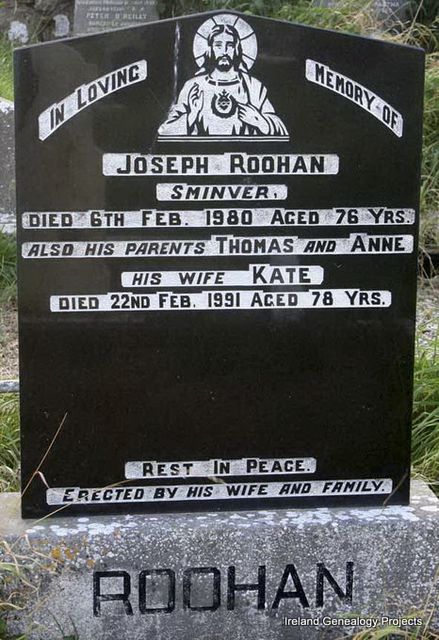 PETER O'REILLY
IN LOVING MEMORY OF
JOSEPH ROOHAN
SMINVER,
DIED 6TH FEB. 1980 AGED 76 YRS.
ALSO HIS PARENTS THOMAS AND ANNE
HIS WIFE KATE
DIED 22ND FEB. 1991 AGED 78 YRS.
REST IN PEACE.
ERECTED BY HIS WIFE AND FAMILY.
ROOHAN
Ireland Genealogy Projects